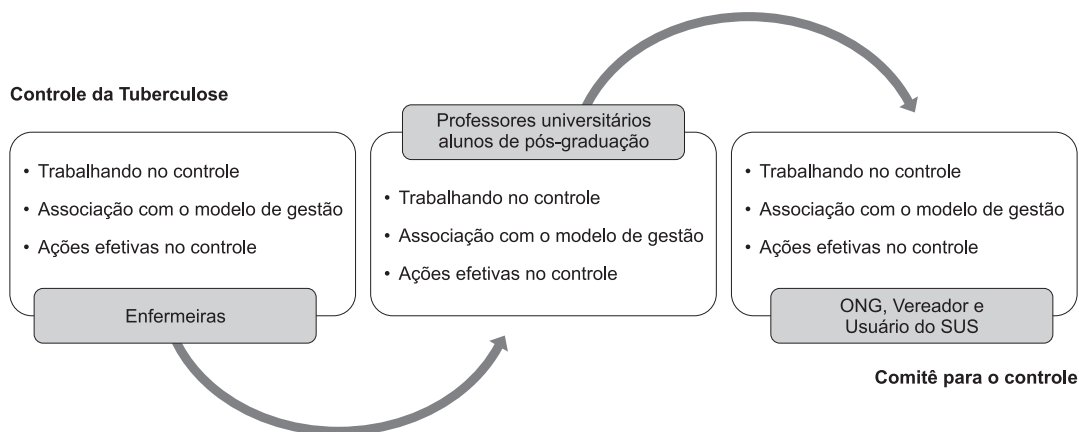 Controle da Tuberculose
• Trabalhando no controle
• Associação com o modelo de gestão
• Ações efetivas no controle
Enfermeiras
Professores universitários
alunos de pós-graduação
• Trabalhando no controle
• Associação com o modelo de gestão
• Ações efetivas no controle
• Trabalhando no controle
• Associação com o modelo de gestão
• Ações efetivas no controle
ONG, Vereador e
Usuário do SUS
Comitê para o controle